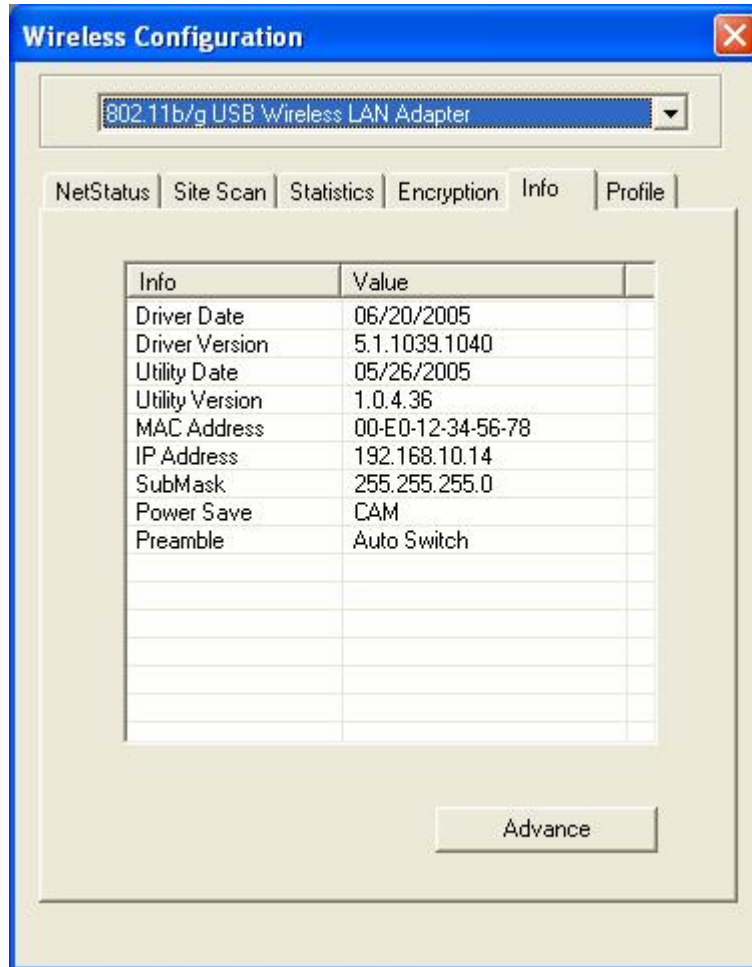 Wireless Configuration
802.11b/g USB Wireless LAN Adapter
NetStatus Site Scan Statistics Encryption Info Profile
Info Value
Driver Date 06/20/2005
Driver Version 5.1.1039.1040
Utility Date 05/26/2005
Utility Version 1.0.4.36
MAC Address 00-E0-12-34-56-78
IP Address 192.168.10.14
SubMask 255.255.255.0
Power Save CAM
Preamble Auto Switch
Advance